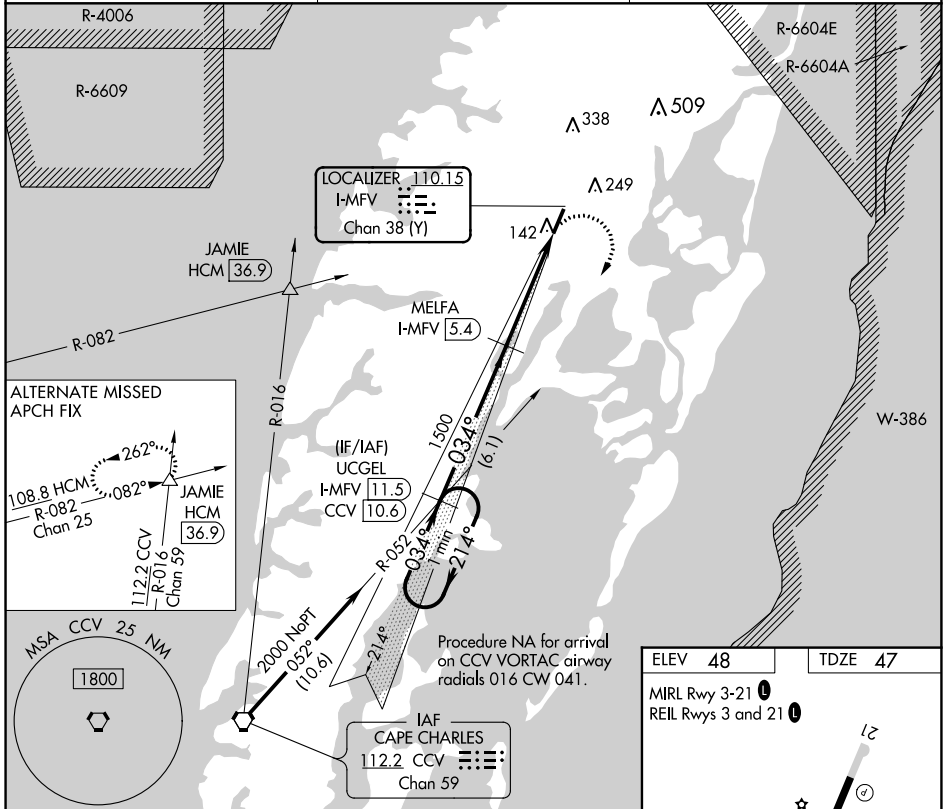 R-4006
R-6609
R-6604E
R-6604A
509
338
249
142
LOCALIZER 110.15
I-MFV
Chan 38 (Y)
JAMIE
HCM 36.9
R-082
R-016
MELFA
I-MFV 5.4
W-386
ALTERNATE MISSED
APCH FIX
262°
082°
108.8 HCM
R-082
Chan 25
JAMIE
HCM
36.9
112.2 CCV
R-016
Chan 59
(IF/IAF)
UCGEL
I-MFV 11.5
CCV 10.6
1500
034°
(6.1)
R-052
034°
1 min
214°
214°
2000 NoPT
052°
(10.6)
Procedure NA for arrival
on CCV VORTAC airway
radials 016 CW 041.
MSA CCV 25 NM
1800
IAF
CAPE CHARLES
112.2 CCV
Chan 59
ELEV 48
TDZE 47
MIRL Rwy 3-21 L
REIL Rwys 3 and 21 L
21
P